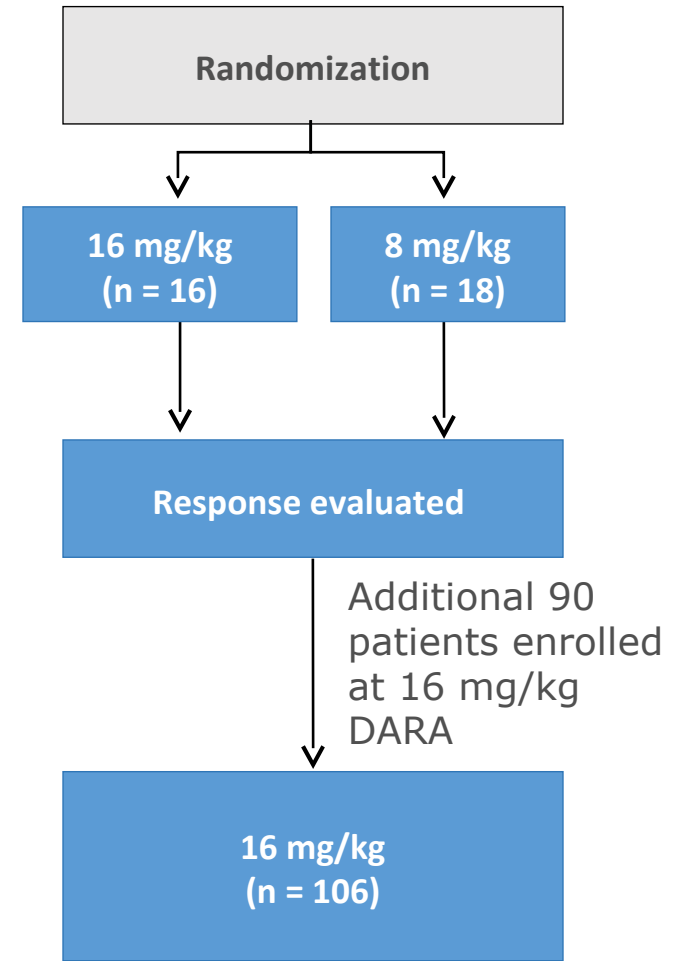 Randomization
16 mg/kg
(n = 16)
8 mg/kg
(n = 18)
Response evaluated
Additional 90
patients enrolled
at 16 mg/kg
DARA
16 mg/kg
(n = 106)